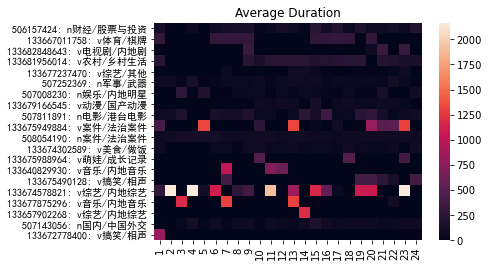 Average Duration
506157424: n财经/股票与投资
133667011758: v体育/棋牌
133682848643: v电视剧/内地剧
133681956014: v农村/乡村生活
133677237470: v综艺/其他
507252369: n军事/武器
507008230: n娱乐/内地明星
133679166545: v动漫/国产动漫
507811891: n电影/港台电影
133675949884: v案件/法治案件
508054190: n案件/法治案件
133674302589: v美食/做饭
133675988964: v萌娃/成长记录
133640829930: v音乐/内地音乐
133675490128: v搞笑/相声
133674578821: v综艺/内地综艺
133677875296: v音乐/内地音乐
133657902268: v综艺/内地综艺
507143056: n国内/中国外交
133672778400: v搞笑/相声
1 2 3 4 5 6 7 8 9 10 11 12 13 14 15 16 17 18 19 20 21 22 23 24
2000
1750
1500
1250
1000
750
500
250
0